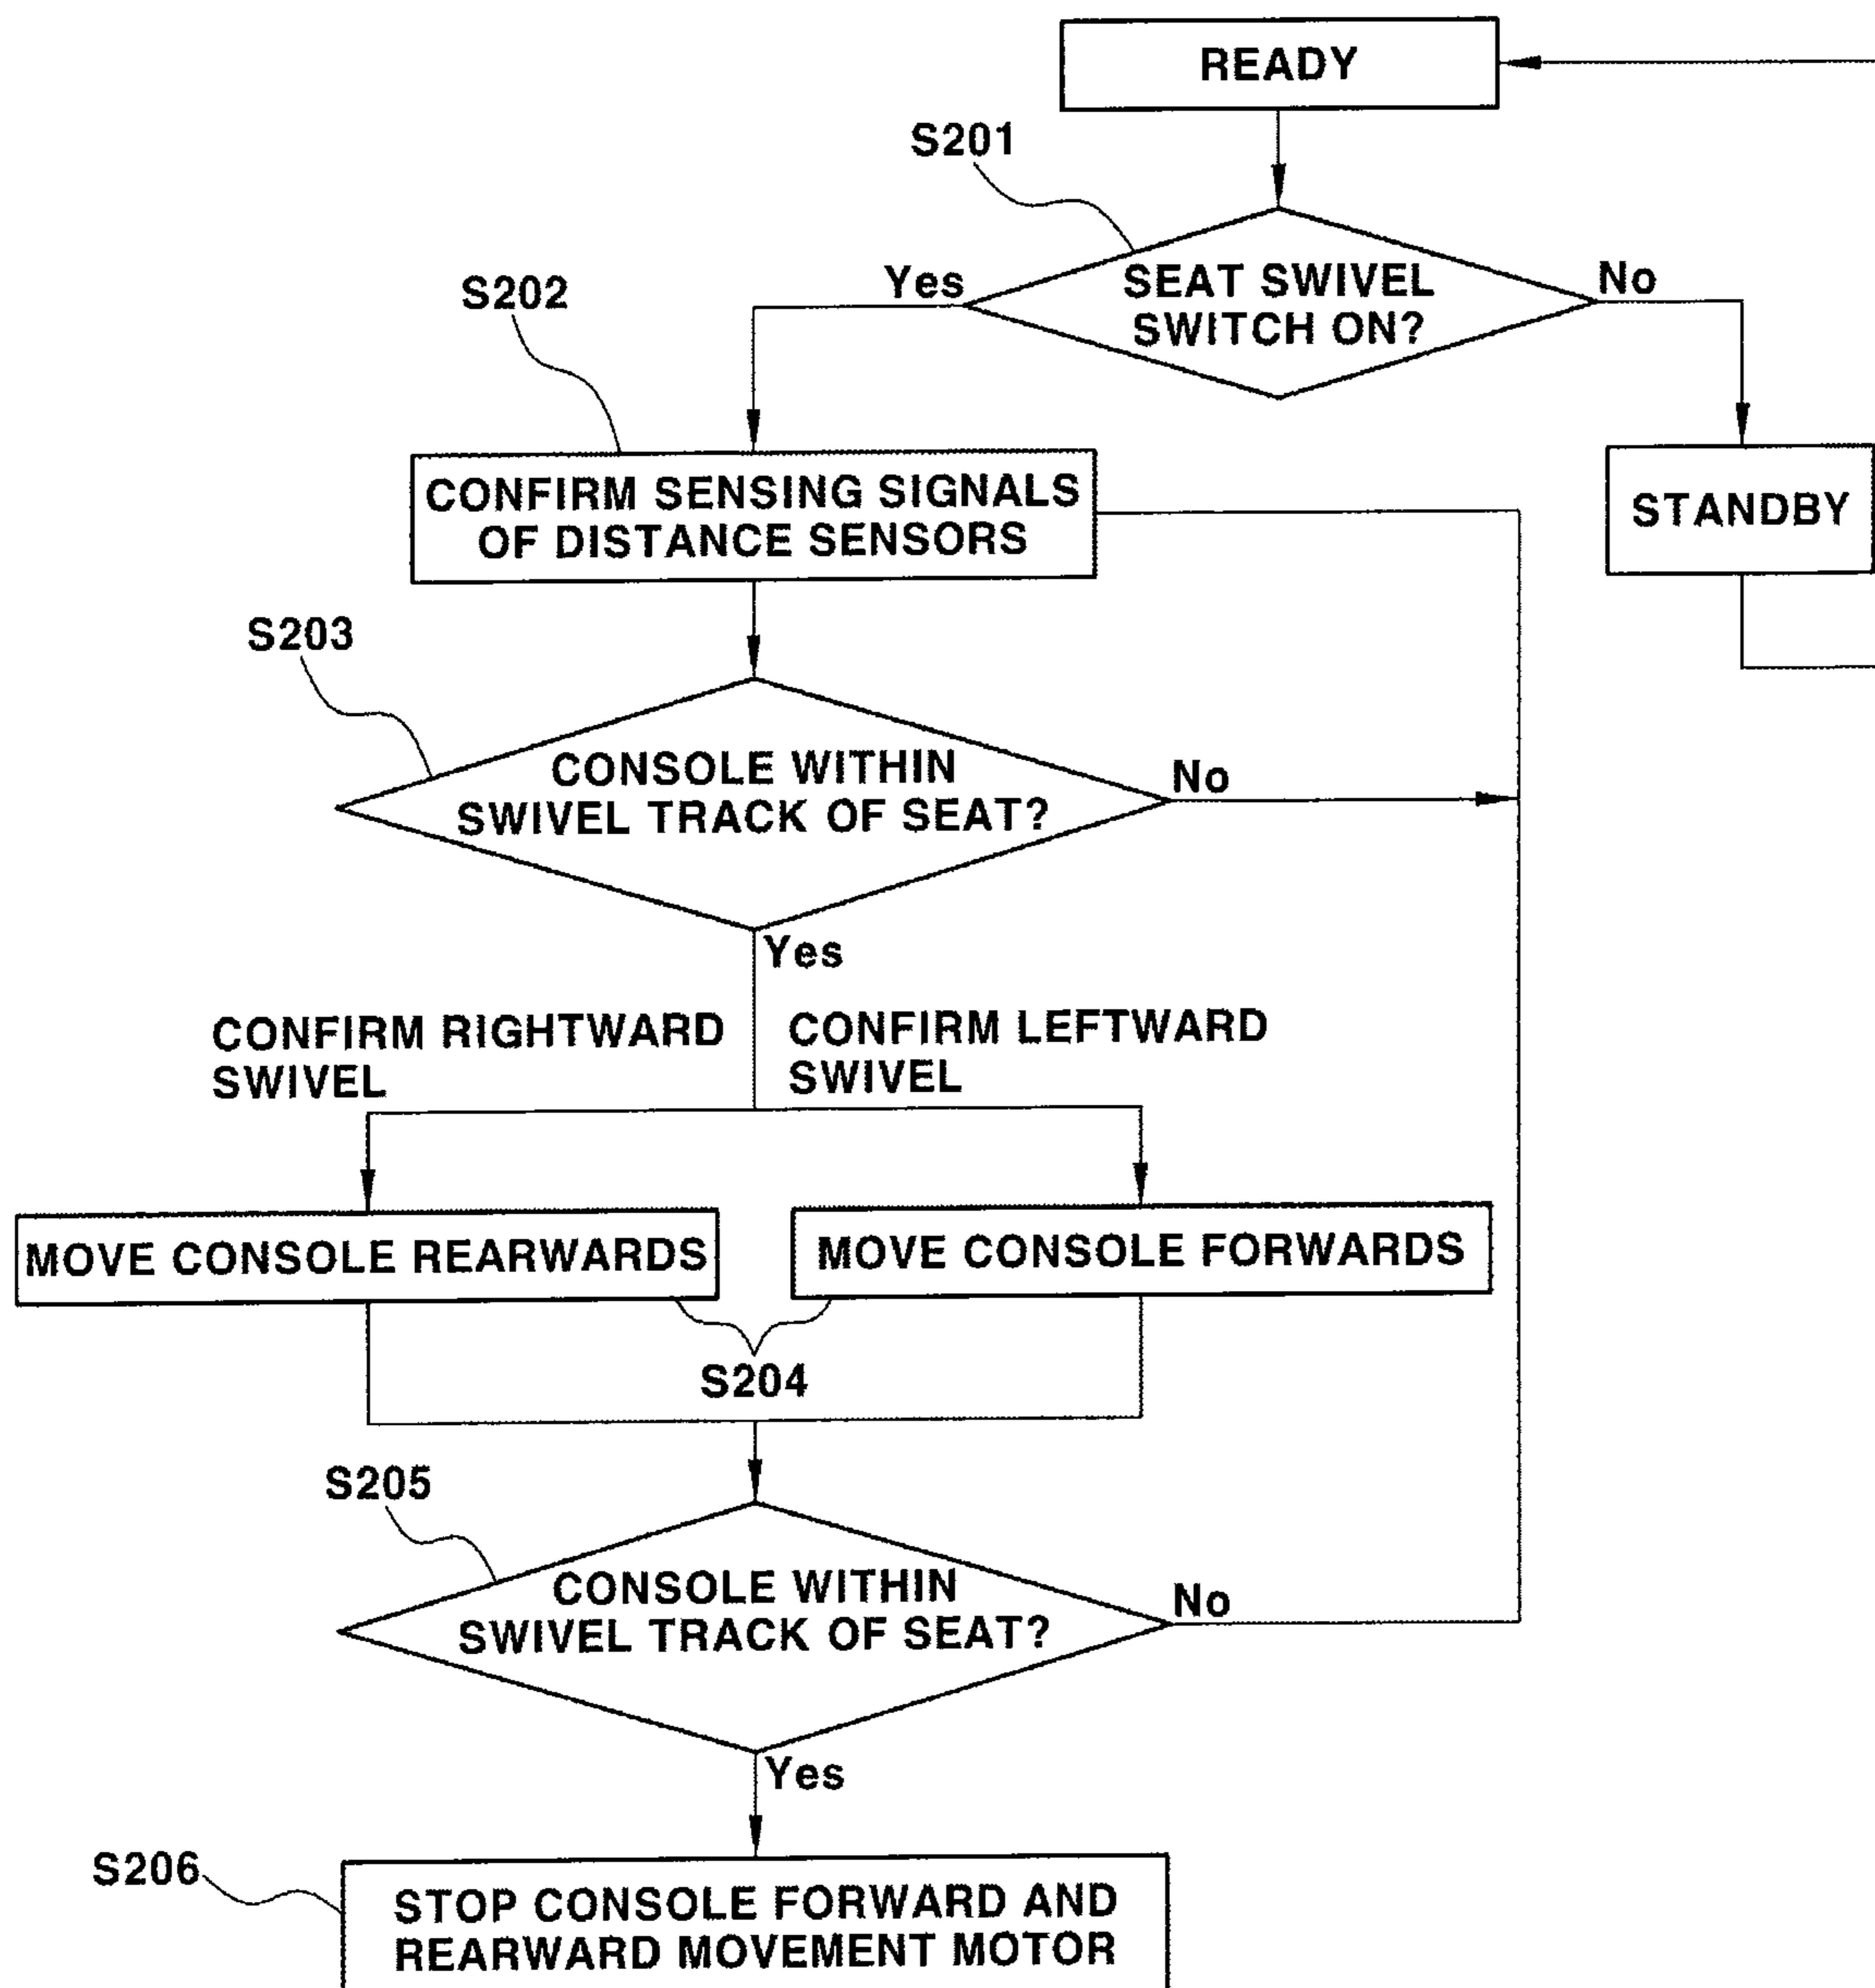 READY
S201
SEAT SWIVEL
SWITCH ON?
Yes
No
S202
CONFIRM SENSING SIGNALS
OF DISTANCE SENSORS
STANDBY
S203
CONSOLE WITHIN
SWIVEL TRACK OF SEAT?
No
Yes
CONFIRM RIGHTWARD
SWIVEL
CONFIRM LEFTWARD
SWIVEL
MOVE CONSOLE REARWARDS
MOVE CONSOLE FORWARDS
S204
S205
CONSOLE WITHIN
SWIVEL TRACK OF SEAT?
No
Yes
S206
STOP CONSOLE FORWARD AND
REARWARD MOVEMENT MOTOR